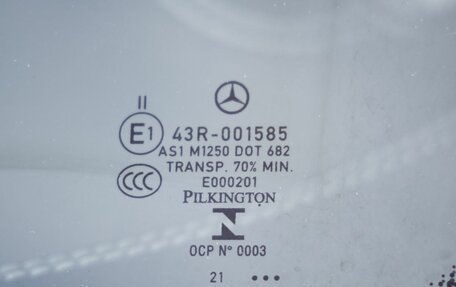 II
E1 43R-001585
AS1 M1250 DOT 682
TRANSP. 70% MIN.
CCC E000201
PILKINGTON
N
OCP N° 0003
21 •••